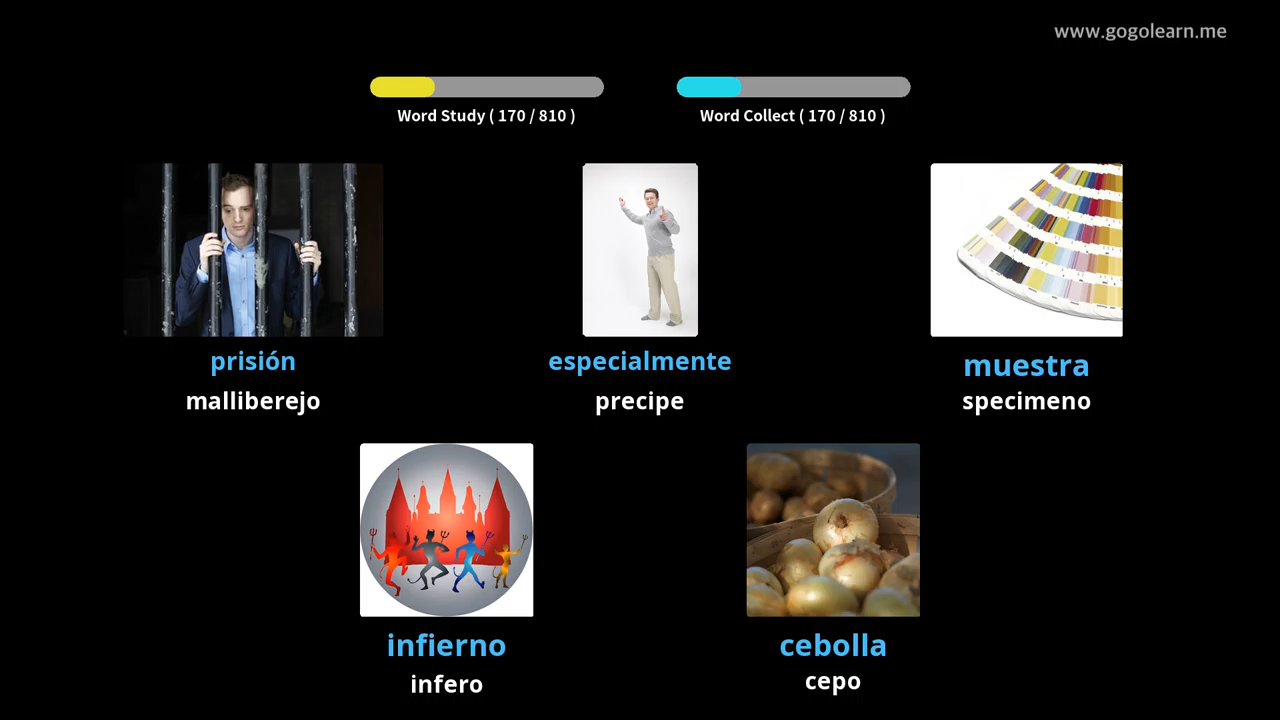 www.gogolearn.me
Word Study ( 170 / 810 )
Word Collect ( 170 / 810 )
prisión
malliberejo
especialmente
precipe
muestra
specimeno
infierno
infero
cebolla
cepo